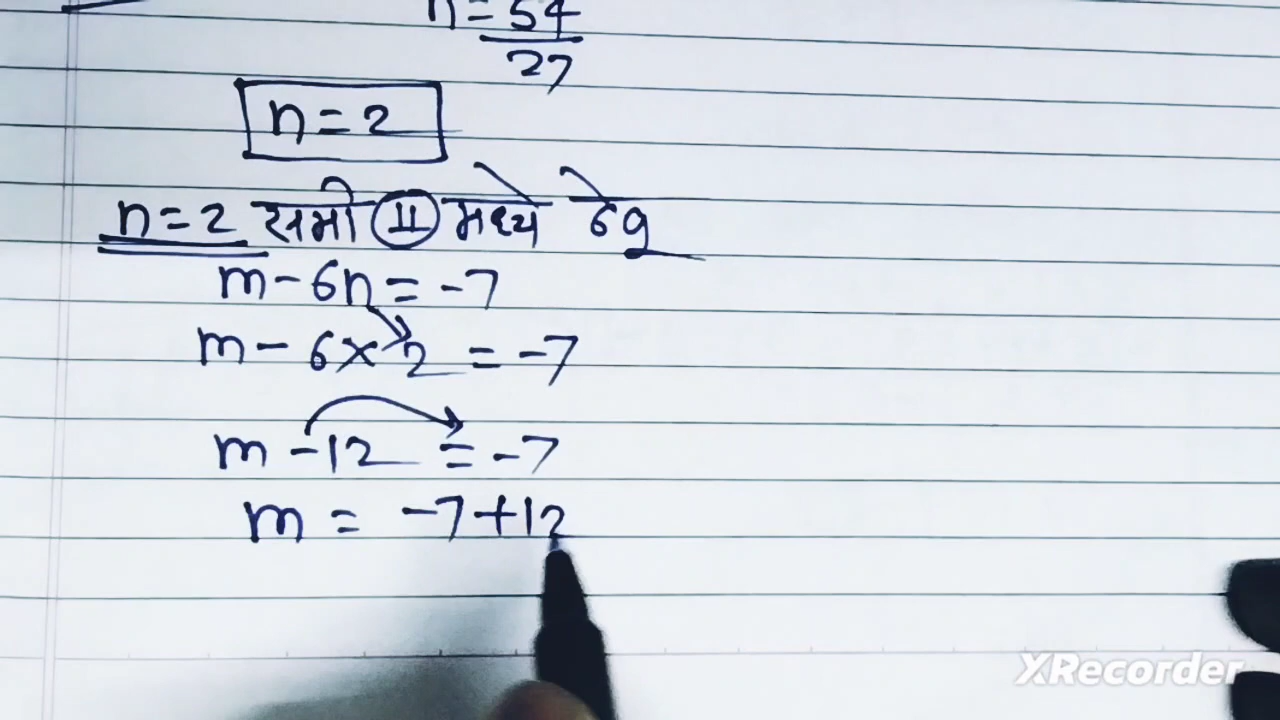 n = 54
27
n = 2
n = 2 समी II मध्ये ठेवू
m - 6n = -7
m - 6 × 2 = -7
m - 12 = -7
m = -7 + 12
XRecorder